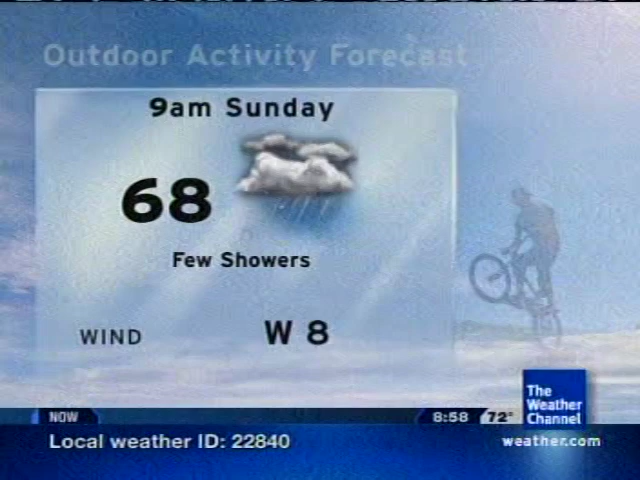 Outdoor Activity Forecast
9am Sunday
68
Few Showers
WIND W 8
NOW 8:58 72°
The
Weather
Channel
Local weather ID: 22840
weather.com